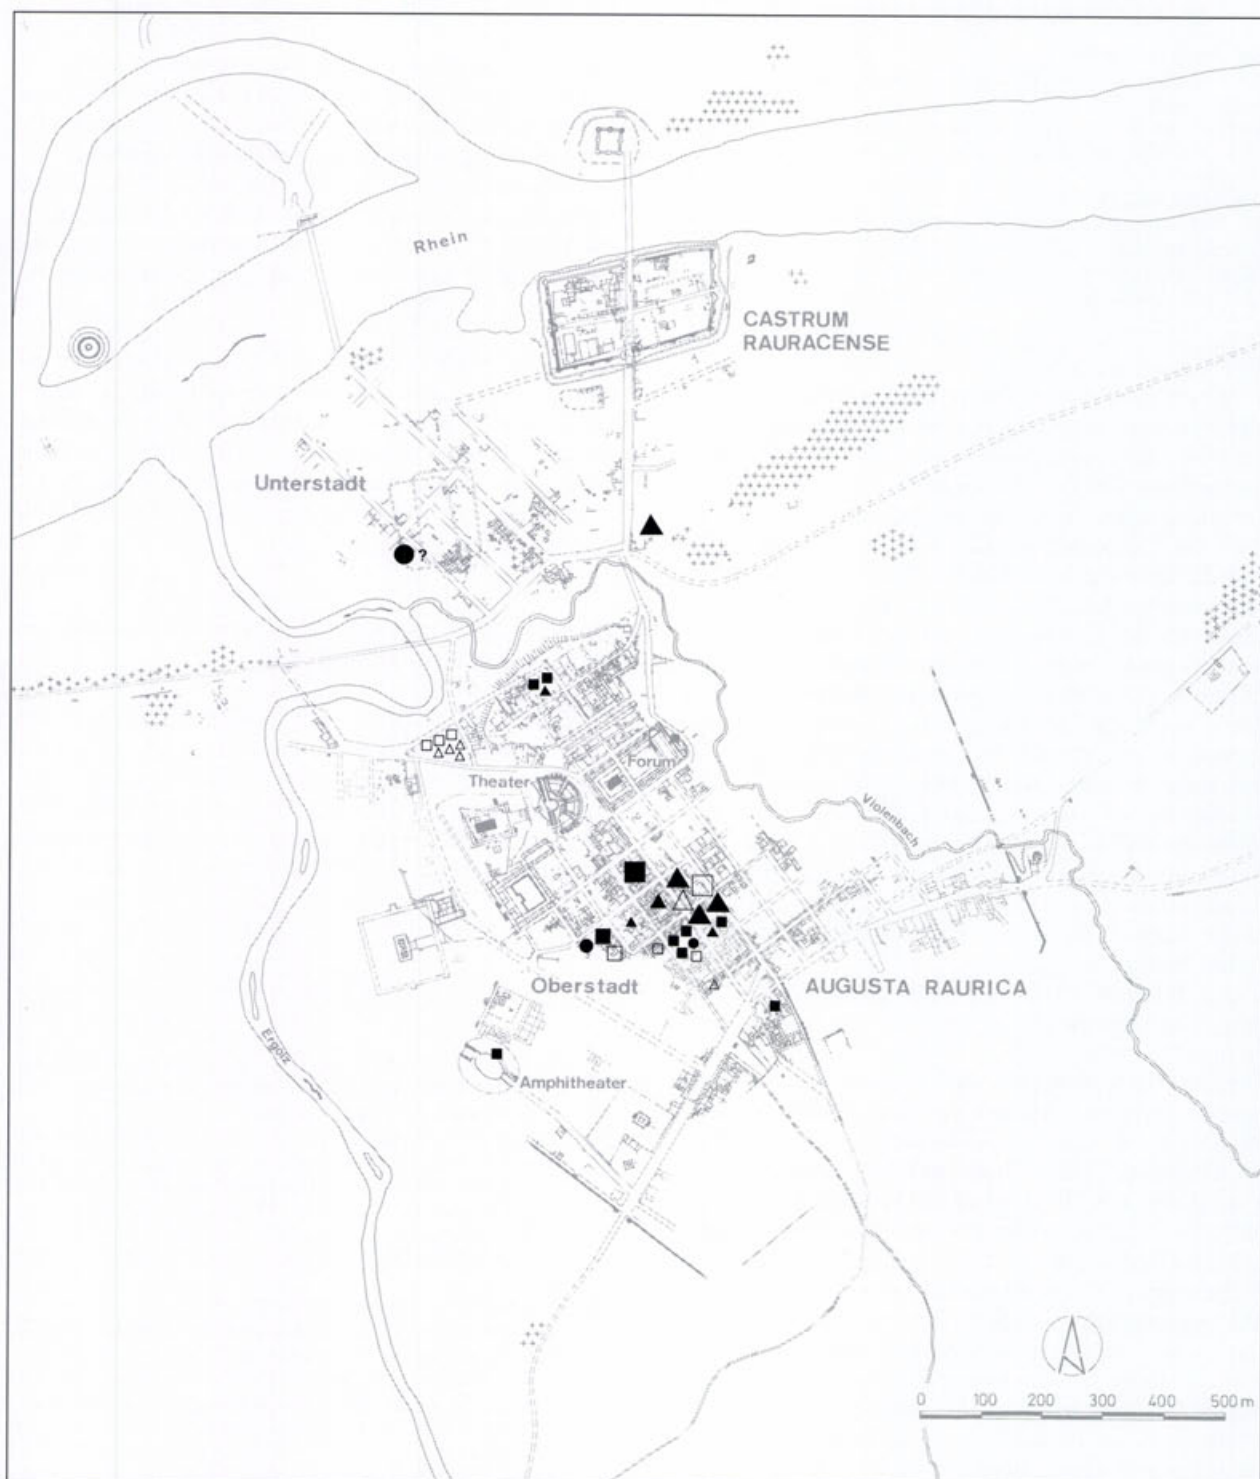 Rhein
CASTRUM
RAURACENSE
Unterstadt
?
Forum
Theater
Violenbach
Oberstadt
AUGUSTA RAURICA
Ergolz
Amphitheater
N
0 100 200 300 400 500 m